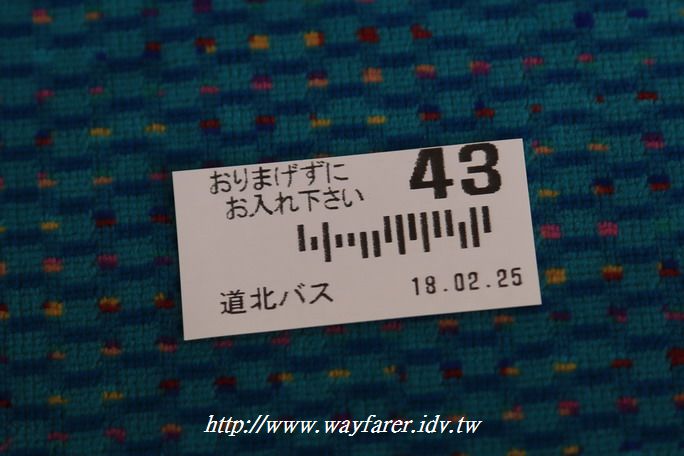 おりまげずに 43
お入れ下さい
道北バス 18.02.25
http://www.wayfarer.idv.tw